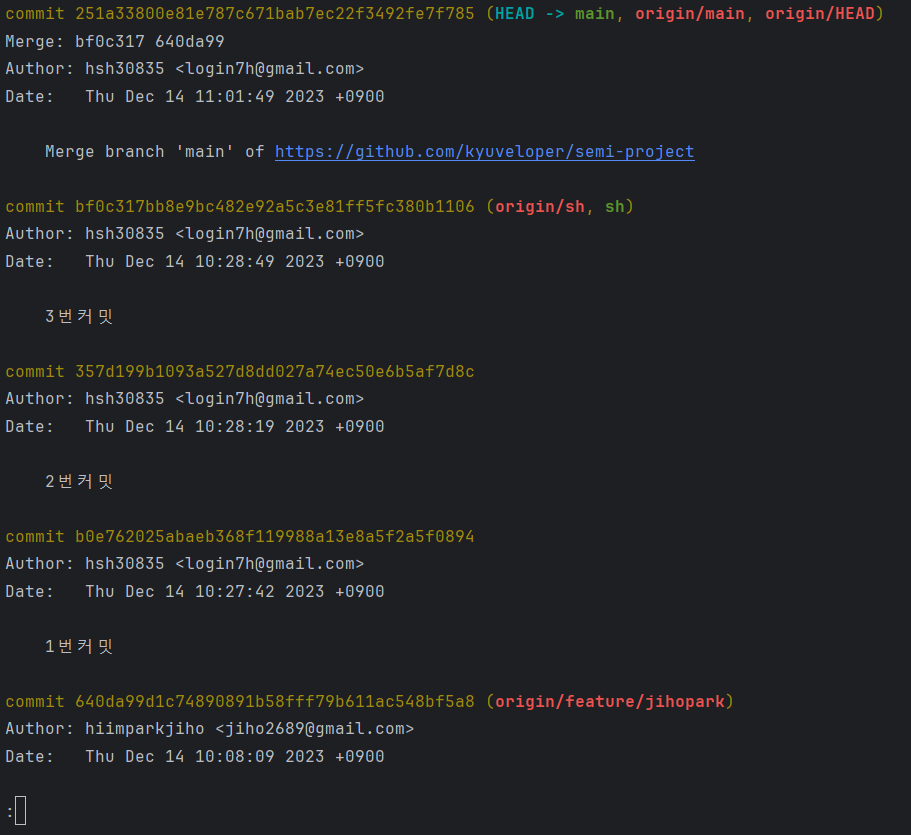 commit 251a33800e81e787c671bab7ec22f3492fe7f785 (HEAD -> main, origin/main, origin/HEAD)
Merge: bf0c317 640da99
Author: hsh30835 <login7h@gmail.com>
Date:   Thu Dec 14 11:01:49 2023 +0900
    Merge branch 'main' of https://github.com/kyuveloper/semi-project
commit bf0c317bb8e9bc482e92a5c3e81ff5fc380b1106 (origin/sh, sh)
Author: hsh30835 <login7h@gmail.com>
Date:   Thu Dec 14 10:28:49 2023 +0900
    3번커밋
commit 357d199b1093a527d8dd027a74ec50e6b5af7d8c
Author: hsh30835 <login7h@gmail.com>
Date:   Thu Dec 14 10:28:19 2023 +0900
    2번커밋
commit b0e762025abaeb368f119988a13e8a5f2a5f0894
Author: hsh30835 <login7h@gmail.com>
Date:   Thu Dec 14 10:27:42 2023 +0900
    1번커밋
commit 640da99d1c74890891b58fff79b611ac548bf5a8 (origin/feature/jihopark)
Author: hiimparkjiho <jiho2689@gmail.com>
Date:   Thu Dec 14 10:08:09 2023 +0900
: